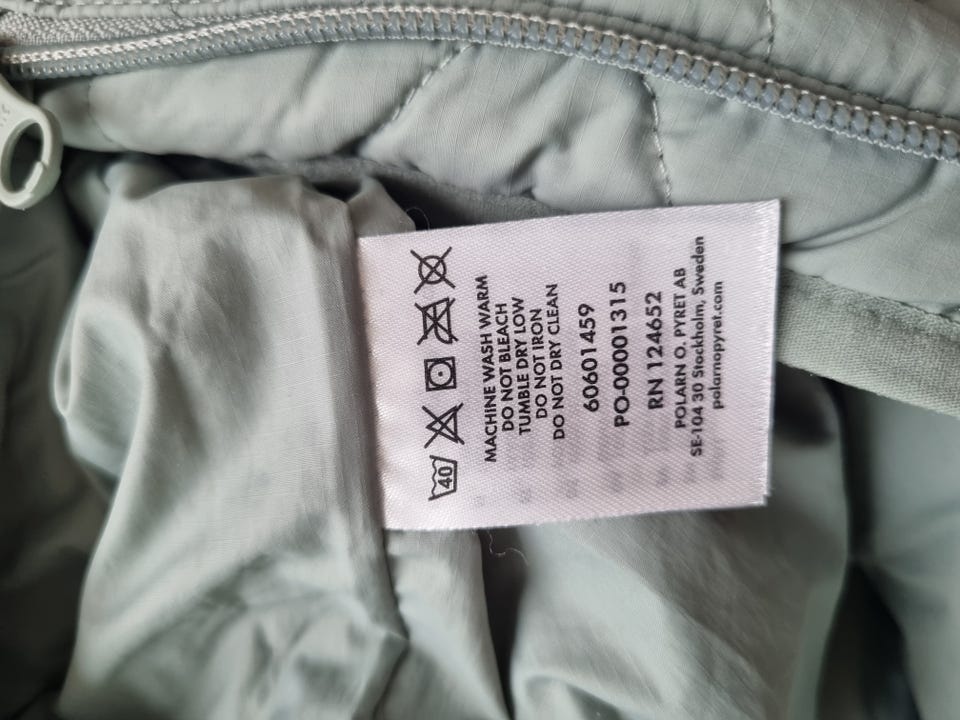 40
MACHINE WASH WARM
DO NOT BLEACH
TUMBLE DRY LOW
DO NOT IRON
DO NOT DRY CLEAN
60601459
PO-00001315
RN 124652
POLARN O. PYRET AB
SE-104 30 Stockholm, Sweden
polarnopyret.com